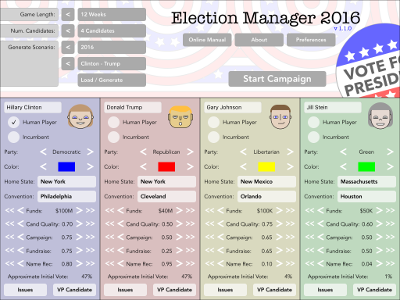 Game Length: < 12 Weeks
Num. Candidates: < 4 Candidates
Generate Scenario: < 2016
< Clinton - Trump
Load / Generate
Election Manager 2016
v 1.1.0
Online Manual
About
Preferences
Start Campaign
VOTE FO
PRESID
Hillary Clinton
✓ Human Player
Incumbent
Party: < Democratic >
Color: < >
Home State: New York
Convention: Philadelphia
<<< Funds: $100M >>>
<< Cand Quality: 0.70 >>
<< Campaign: 0.75 >>
<< Fundraise: 0.75 >>
<< Name Rec: 0.80 >>
Approximate Initial Vote: 47%
Issues
VP Candidate
Donald Trump
Human Player
Incumbent
Party: < Republican >
Color: < >
Home State: New York
Convention: Cleveland
<<< Funds: $40M >>>
<< Cand Quality: 0.50 >>
<< Campaign: 0.50 >>
<< Fundraise: 0.25 >>
<< Name Rec: 0.95 >>
Approximate Initial Vote: 47%
Issues
VP Candidate
Gary Johnson
Human Player
Incumbent
Party: < Libertarian >
Color: < >
Home State: New Mexico
Convention: Orlando
<<< Funds: $100K >>>
<< Cand Quality: 0.75 >>
<< Campaign: 0.65 >>
<< Fundraise: 0.65 >>
<< Name Rec: 0.10 >>
Approximate Initial Vote: 4%
Issues
VP Candidate
Jill Stein
Human Player
Incumbent
Party: < Green >
Color: < >
Home State: Massachusetts
Convention: Houston
<<< Funds: $50K >>>
<< Cand Quality: 0.60 >>
<< Campaign: 0.50 >>
<< Fundraise: 0.50 >>
<< Name Rec: 0.04 >>
Approximate Initial Vote: 1%
Issues
VP Candidate